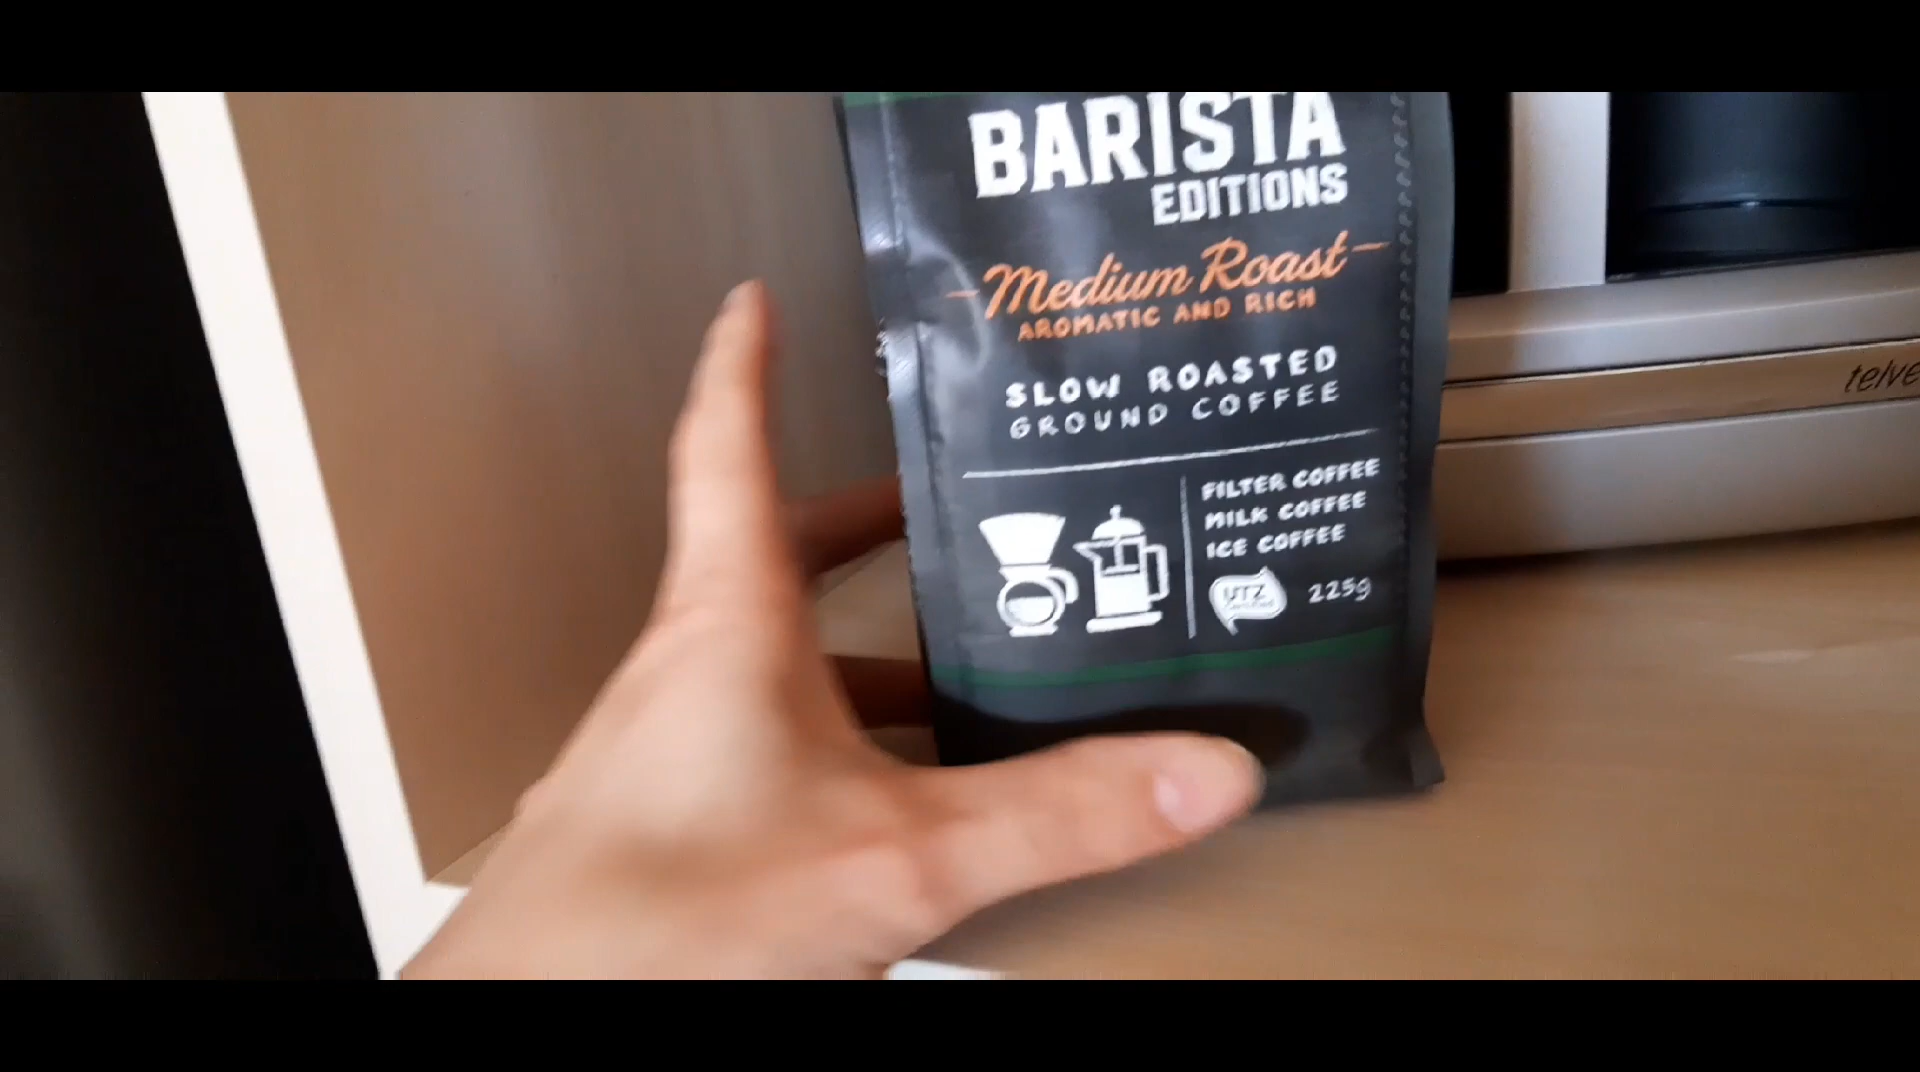 BARISTA
EDITIONS
Medium Roast
AROMATIC AND RICH
SLOW ROASTED
GROUND COFFEE
FILTER COFFEE
MILK COFFEE
ICE COFFEE
UTZ
Certified
225g
telve